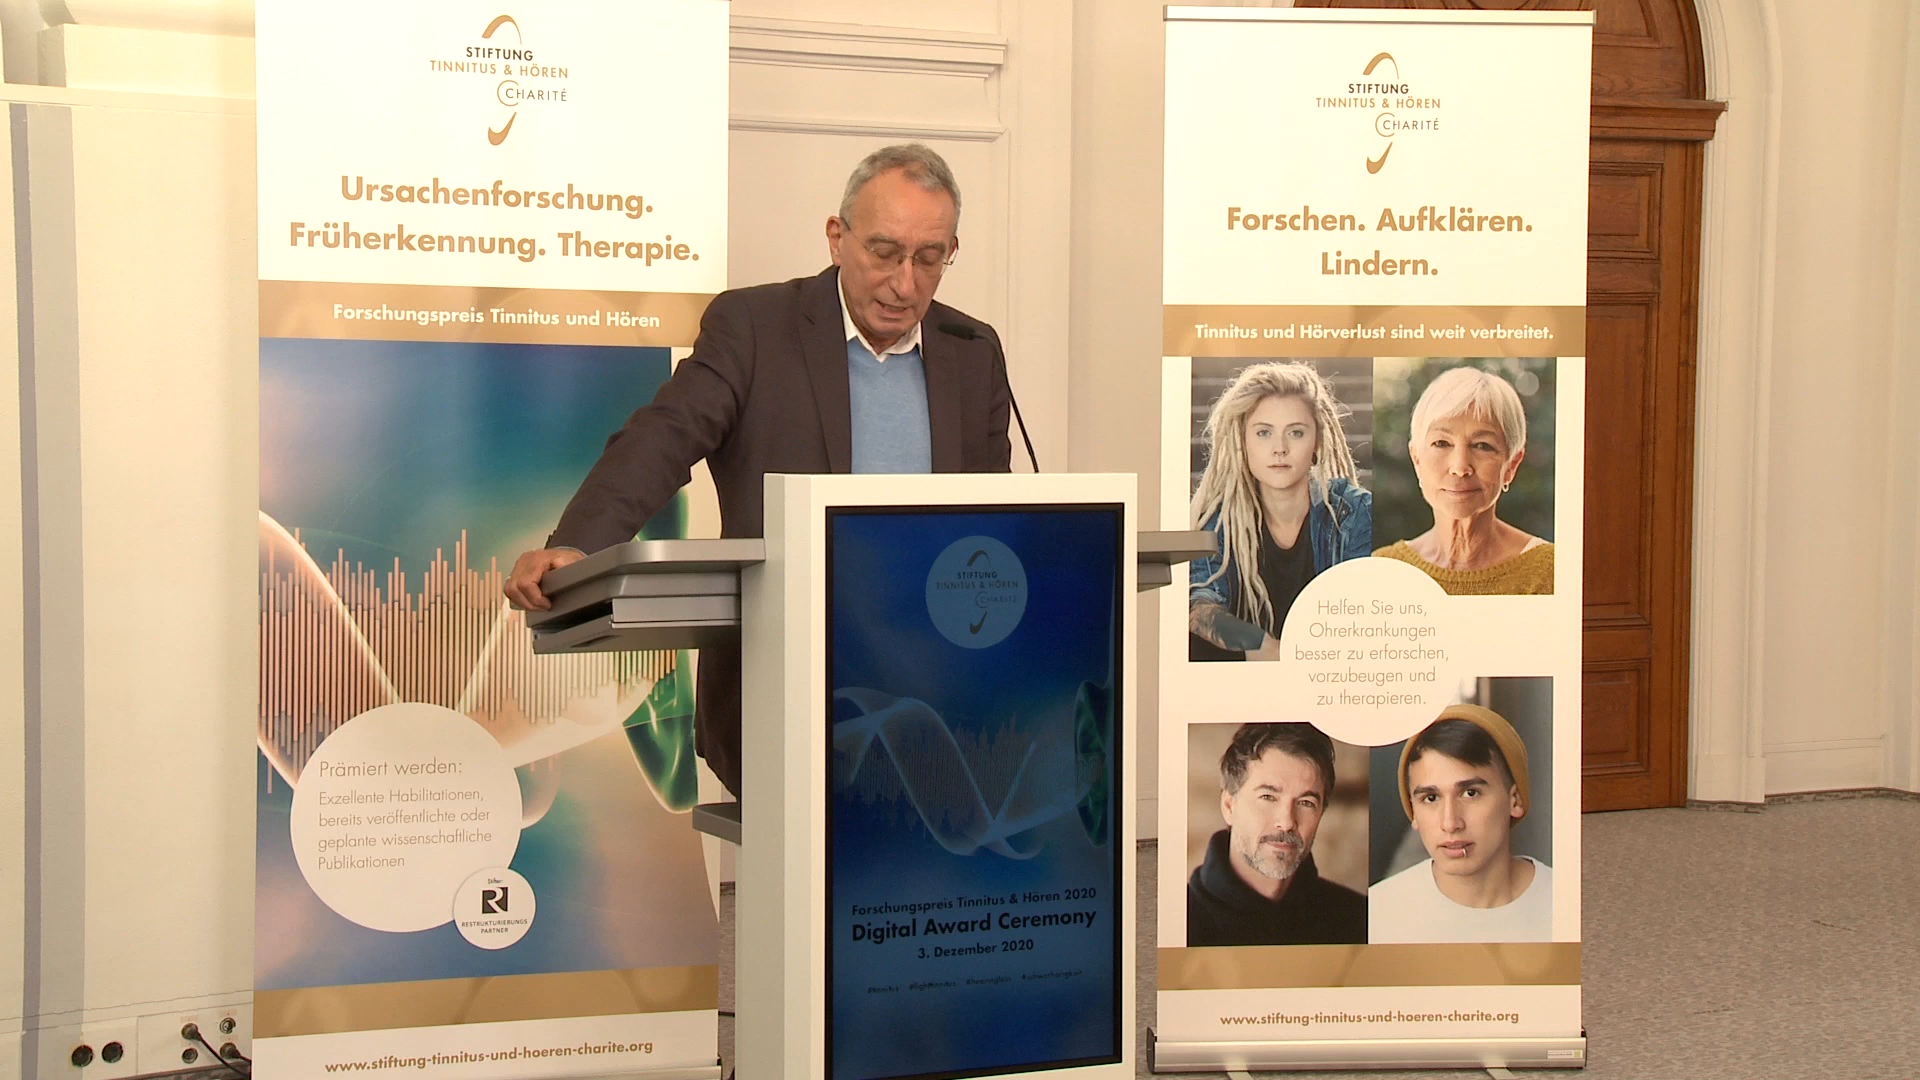 STIFTUNG
TINNITUS & HÖREN
CHARITÉ
Ursachenforschung.
Früherkennung. Therapie.
Forschungspreis Tinnitus und Hören
Prämiert werden:
Exzellente Habilitationen,
bereits veröffentlichte oder
geplante wissenschaftliche
Publikationen
R
RESTRUKTURIERUNGS
PARTNER
www.stiftung-tinnitus-und-hoeren-charite.org
STIFTUNG
TINNITUS & HÖREN
CHARITÉ
Forschungspreis Tinnitus & Hören 2020
Digital Award Ceremony
3. Dezember 2020
#tinnitus
STIFTUNG
TINNITUS & HÖREN
CHARITÉ
Forschen. Aufklären.
Lindern.
Tinnitus und Hörverlust sind weit verbreitet.
Helfen Sie uns,
Ohrerkrankungen
besser zu erforschen,
vorzubeugen und
zu therapieren.
www.stiftung-tinnitus-und-hoeren-charite.org